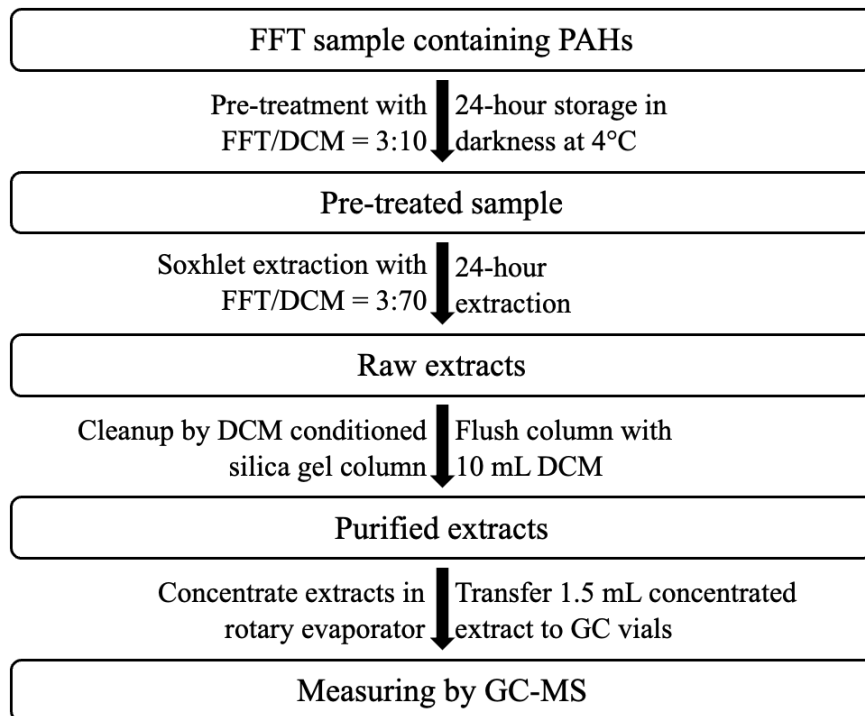 FFT sample containing PAHs
Pre-treatment with
FFT/DCM = 3:10
24-hour storage in
darkness at 4°C
Pre-treated sample
Soxhlet extraction with
FFT/DCM = 3:70
24-hour
extraction
Raw extracts
Cleanup by DCM conditioned
silica gel column
Flush column with
10 mL DCM
Purified extracts
Concentrate extracts in
rotary evaporator
Transfer 1.5 mL concentrated
extract to GC vials
Measuring by GC-MS